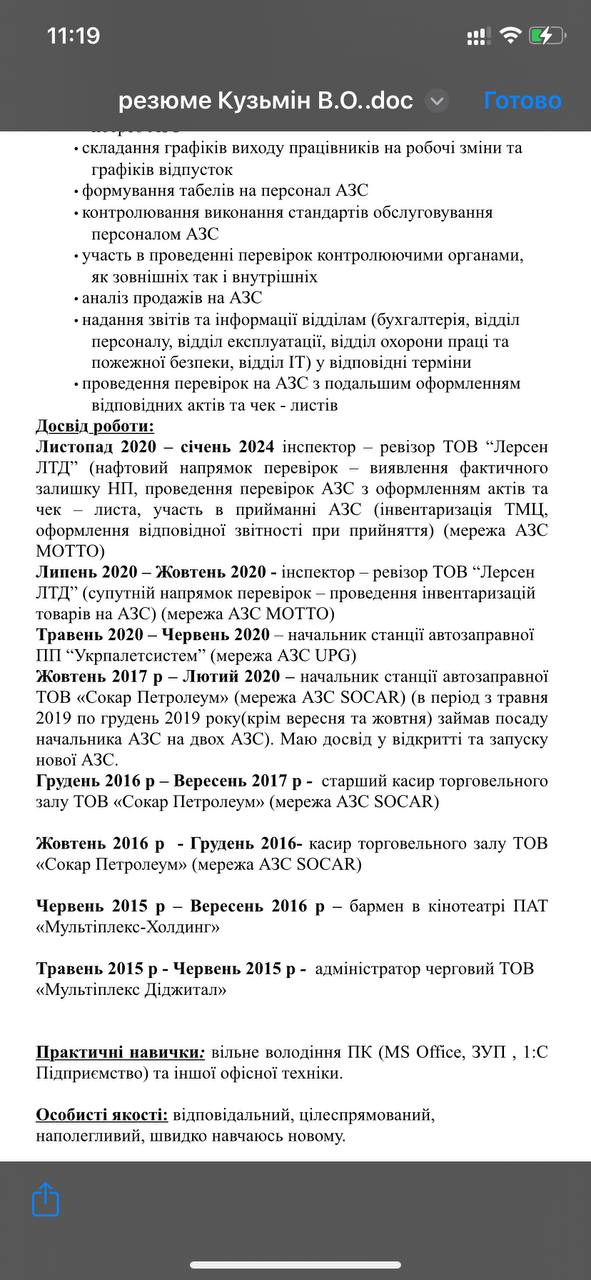 11:19
резюме Кузьмін В.О..doc
Готово
• складання графіків виходу працівників на робочі зміни та
графіків відпусток
• формування табелів на персонал АЗС
• контролювання виконання стандартів обслуговування
персоналом АЗС
• участь в проведенні перевірок контролюючими органами,
як зовнішніх так і внутрішніх
• аналіз продажів на АЗС
• надання звітів та інформації відділам (бухгалтерія, відділ
персоналу, відділ експлуатації, відділ охорони праці та
пожежної безпеки, відділ ІТ) у відповідні терміни
• проведення перевірок на АЗС з подальшим оформленням
відповідних актів та чек - листів
Досвід роботи:
Листопад 2020 – січень 2024 інспектор – ревізор ТОВ “Лерсен
ЛТД” (нафтовий напрямок перевірок – виявлення фактичного
залишку НП, проведення перевірок АЗС з оформленням актів та
чек – листа, участь в прийманні АЗС (інвентаризація ТМЦ,
оформлення відповідної звітності при прийняття) (мережа АЗС
МОТТО)
Липень 2020 – Жовтень 2020 - інспектор – ревізор ТОВ “Лерсен
ЛТД” (супутній напрямок перевірок – проведення інвентаризацій
товарів на АЗС) (мережа АЗС МОТТО)
Травень 2020 – Червень 2020 – начальник станції автозаправної
ПП “Укрпалетсистем” (мережа АЗС UPG)
Жовтень 2017 р – Лютий 2020 – начальник станції автозаправної
ТОВ «Сокар Петролеум» (мережа АЗС SOCAR) (в період з травня
2019 по грудень 2019 року(крім вересня та жовтня) займав посаду
начальника АЗС на двох АЗС). Маю досвід у відкритті та запуску
нової АЗС.
Грудень 2016 р – Вересень 2017 р - старший касир торговельного
залу ТОВ «Сокар Петролеум» (мережа АЗС SOCAR)
Жовтень 2016 р - Грудень 2016- касир торговельного залу ТОВ
«Сокар Петролеум» (мережа АЗС SOCAR)
Червень 2015 р – Вересень 2016 р – бармен в кінотеатрі ПАТ
«Мультіплекс-Холдинг»
Травень 2015 р - Червень 2015 р - адміністратор черговий ТОВ
«Мультіплекс Діджитал»
Практичні навички: вільне володіння ПК (MS Office, ЗУП , 1:С
Підприємство) та іншої офісної техніки.
Особисті якості: відповідальний, цілеспрямований,
наполегливий, швидко навчаюсь новому.